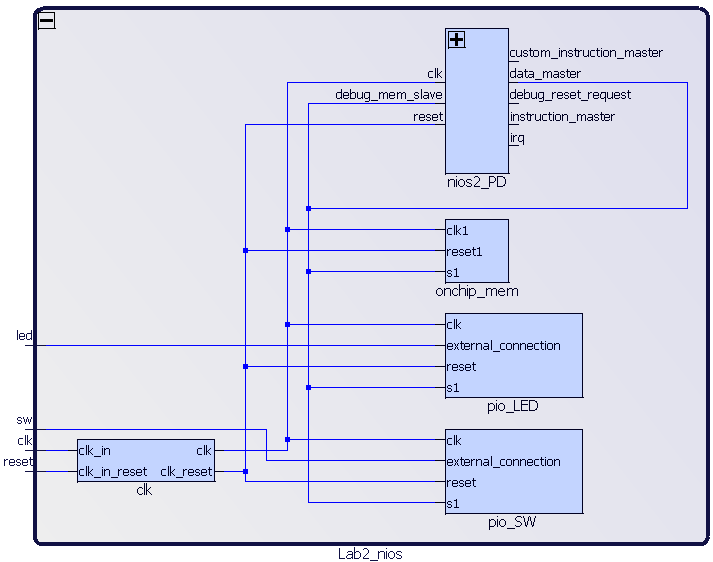 custom_instruction_master
clk
data_master
debug_mem_slave
debug_reset_request
reset
instruction_master
irq
nios2_PD
clk1
reset1
s1
onchip_mem
clk
led
external_connection
reset
s1
pio_LED
sw
clk
clk
clk_in
clk
external_connection
reset
clk_in_reset
clk_reset
reset
clk
s1
pio_SW
Lab2_nios